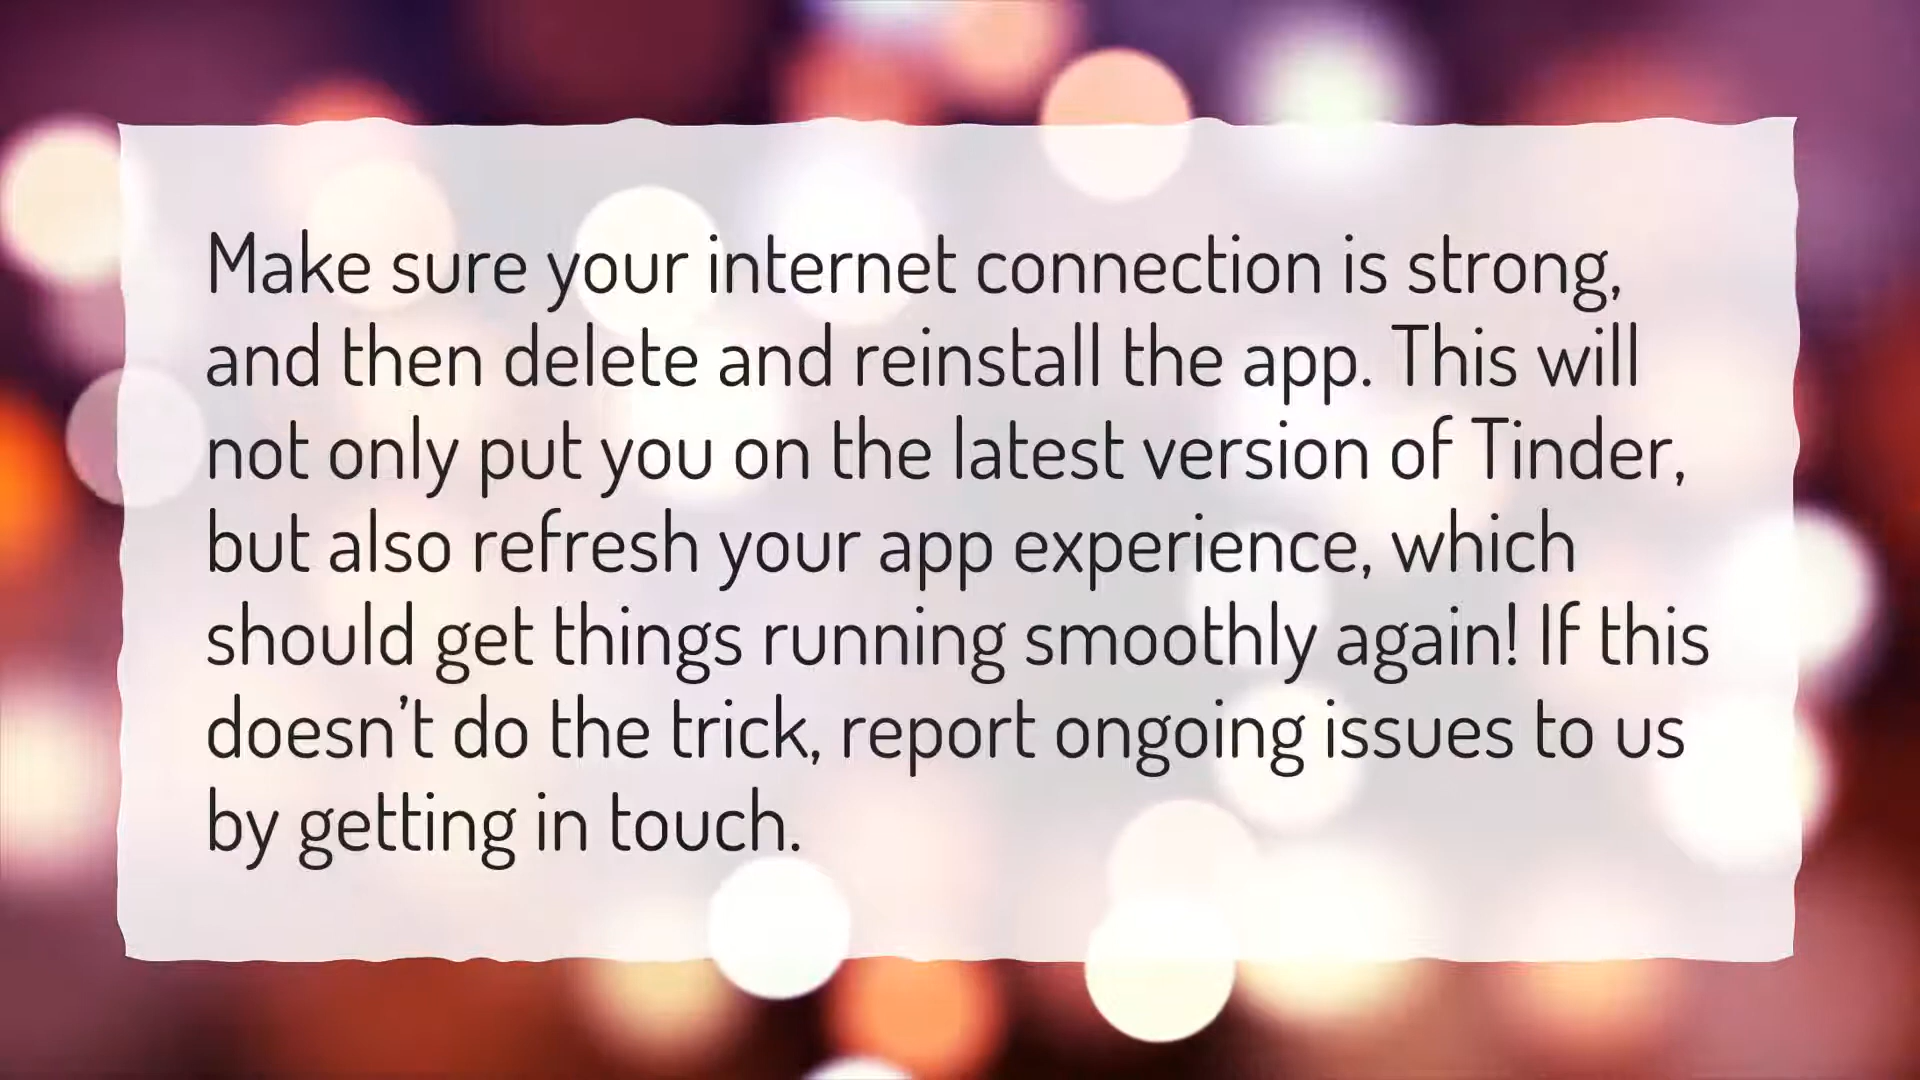 Make sure your internet connection is strong,
and then delete and reinstall the app. This will
not only put you on the latest version of Tinder,
but also refresh your app experience, which
should get things running smoothly again! If this
doesn’t do the trick, report ongoing issues to us
by getting in touch.